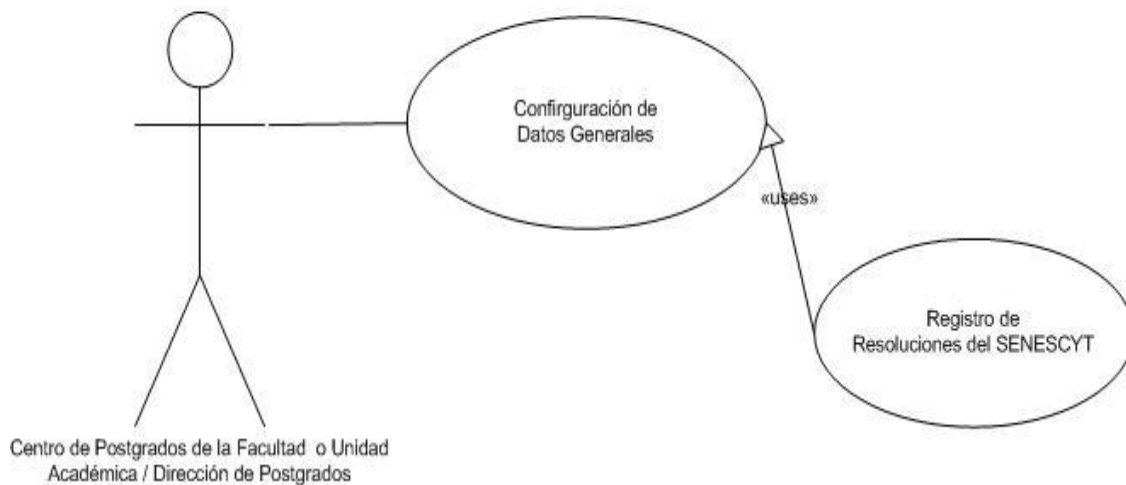 Confirguración de
Datos Generales
«uses»
Registro de
Resoluciones del SENESCYT
Centro de Postgrados de la Facultad o Unidad
Académica / Dirección de Postgrados